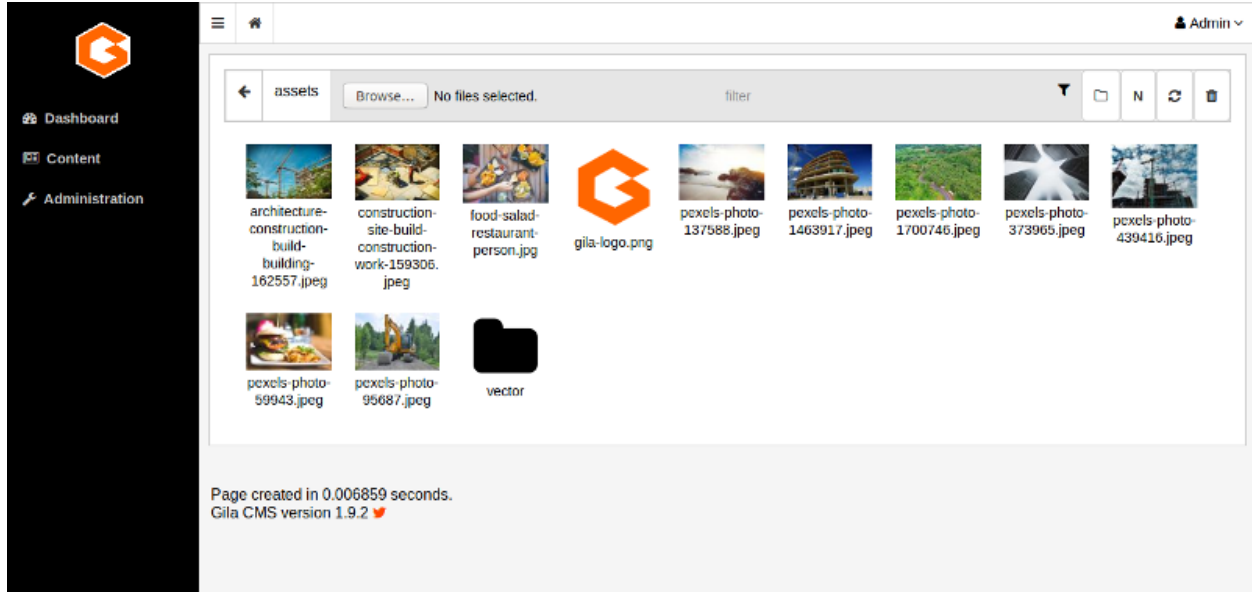 Admin
assets
Browse... No files selected.
filter
N
Dashboard
Content
Administration
architecture-
construction-
build-
building-
162557.jpeg
construction-
site-build-
construction-
work-159306.
jpeg
food-salad-
restaurant-
person.jpg
gila-logo.png
pexels-photo-
137588.jpeg
pexels-photo-
1463917.jpeg
pexels-photo-
1700746.jpeg
pexels-photo-
373965.jpeg
pexels-photo-
439416.jpeg
pexels-photo-
59943.jpeg
pexels-photo-
95687.jpeg
vector
Page created in 0.006859 seconds.
Gila CMS version 1.9.2